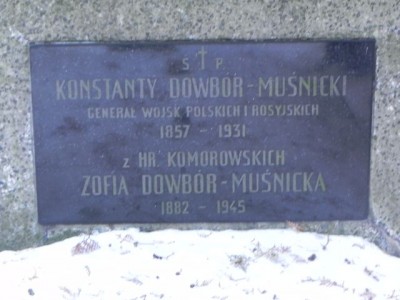 Ś † P.
KONSTANTY DOWBÓR-MUŚNICKI
GENERAŁ WOJSK POLSKICH I ROSYJSKICH
1857 - 1931
Z HR. KOMOROWSKICH
ZOFIA DOWBÓR-MUŚNICKA
1882 - 1945